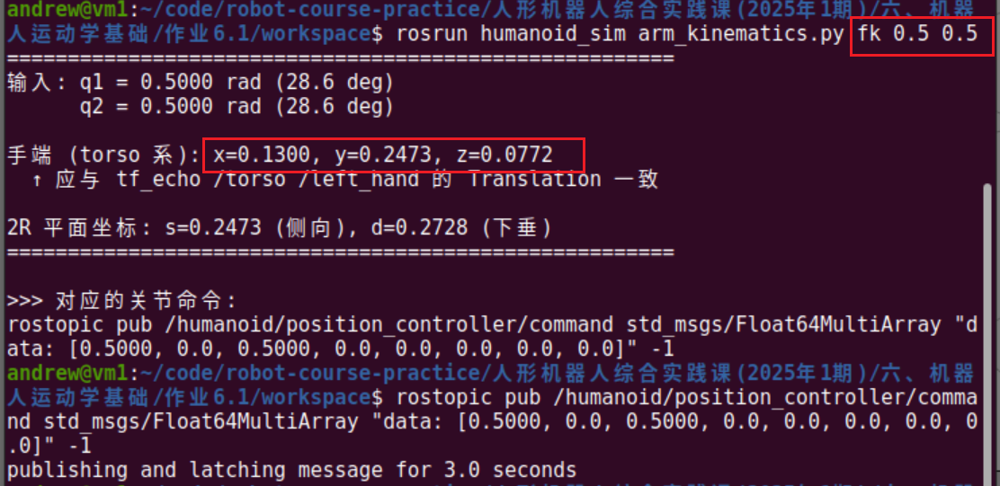 andrew@vm1:~/code/robot-course-practice/人形机器人综合实践课(2025年1期)/六、机器
人运动学基础/作业6.1/workspace$ rosrun humanoid_sim arm_kinematics.py fk 0.5 0.5
=======================================================
输入: q1 = 0.5000 rad (28.6 deg)
q2 = 0.5000 rad (28.6 deg)
手端 (torso 系): x=0.1300, y=0.2473, z=0.0772
↑ 应与 tf_echo /torso /left_hand 的 Translation 一致
2R 平面坐标: s=0.2473 (侧向), d=0.2728 (下垂)
=======================================================
>>> 对应的关节命令:
rostopic pub /humanoid/position_controller/command std_msgs/Float64MultiArray "d
ata: [0.5000, 0.0, 0.5000, 0.0, 0.0, 0.0, 0.0, 0.0]" -1
andrew@vm1:~/code/robot-course-practice/人形机器人综合实践课(2025年1期)/六、机器
人运动学基础/作业6.1/workspace$ rostopic pub /humanoid/position_controller/comma
nd std_msgs/Float64MultiArray "data: [0.5000, 0.0, 0.5000, 0.0, 0.0, 0.0, 0.0, 0
.0]" -1
publishing and latching message for 3.0 seconds